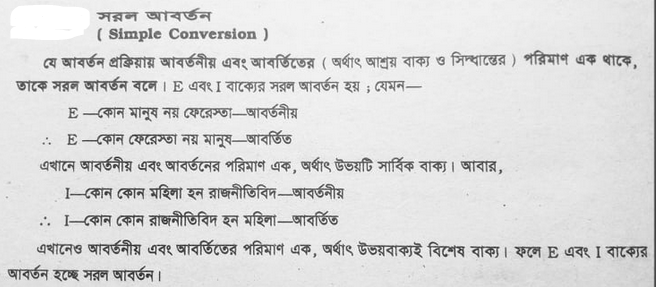 সরল আবর্তন
( Simple Conversion )
যে আবর্তন প্রক্রিয়ায় আবর্তনীয় এবং আবর্তিতের ( অর্থাৎ আশ্রয় বাক্য ও সিদ্ধান্তের ) পরিমাণ এক থাকে,
তাকে সরল আবর্তন বলে । E এবং I বাক্যের সরল আবর্তন হয় ; যেমন—
E —কোন মানুষ নয় ফেরেস্তা—আবর্তনীয়
∴ E —কোন ফেরেস্তা নয় মানুষ—আবর্তিত
এখানে আবর্তনীয় এবং আবর্তনের পরিমাণ এক, অর্থাৎ উভয়টি সার্বিক বাক্য । আবার,
I—কোন কোন মহিলা হন রাজনীতিবিদ—আবর্তনীয়
∴ I—কোন কোন রাজনীতিবিদ হন মহিলা—আবর্তিত
এখানেও আবর্তনীয় এবং আবর্তিতের পরিমাণ এক, অর্থাৎ উভয়বাক্যই বিশেষ বাক্য । ফলে E এবং I বাক্যের
আবর্তন হচ্ছে সরল আবর্তন ।